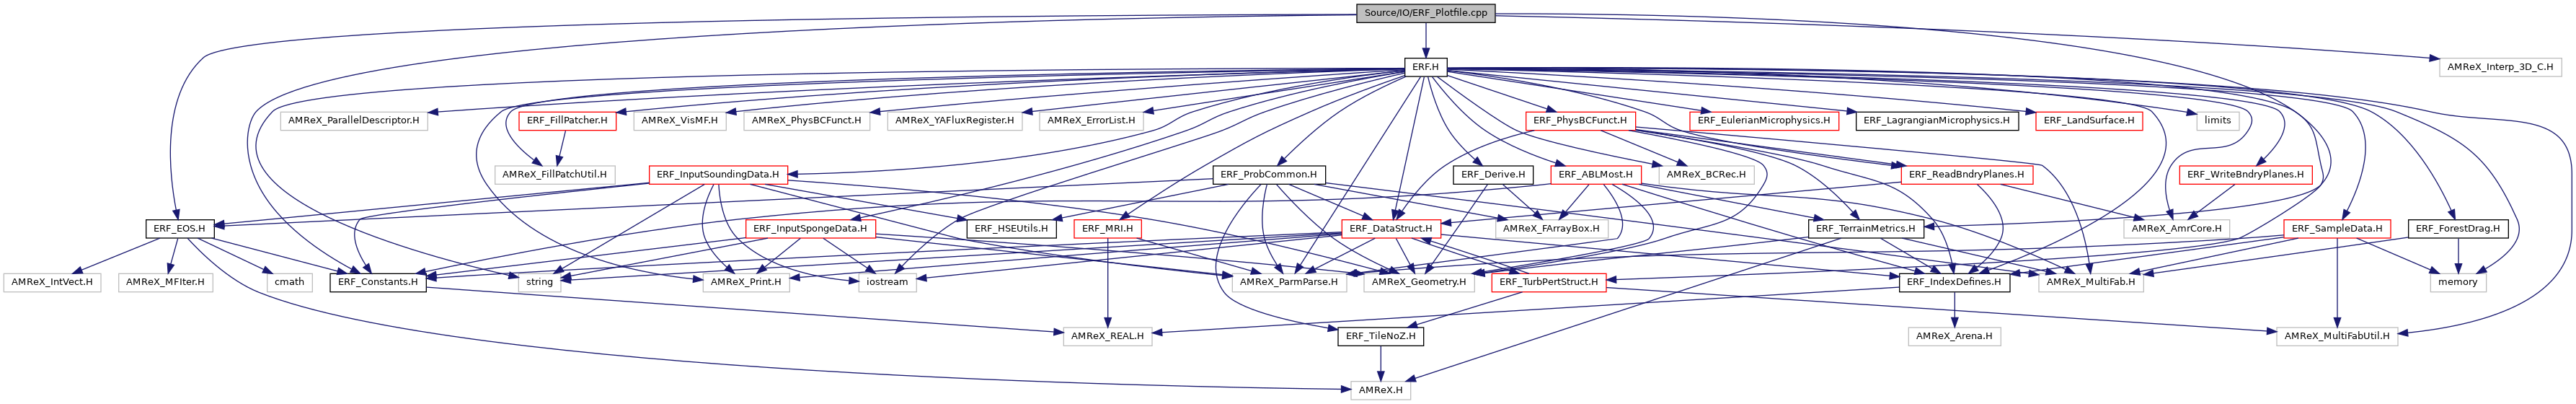 Source/IO/ERF_Plotfile.cpp
ERF.H
AMReX_Interp_3D_C.H
AMReX_ParallelDescriptor.H
ERF_FillPatcher.H
AMReX_VisMF.H
AMReX_PhysBCFunct.H
AMReX_YAFluxRegister.H
AMReX_ErrorList.H
ERF_PhysBCFunct.H
ERF_EulerianMicrophysics.H
ERF_LagrangianMicrophysics.H
ERF_LandSurface.H
limits
AMReX_FillPatchUtil.H
ERF_InputSoundingData.H
ERF_ProbCommon.H
ERF_Derive.H
ERF_ABLMost.H
AMReX_BCRec.H
ERF_ReadBndryPlanes.H
ERF_WriteBndryPlanes.H
ERF_EOS.H
ERF_InputSpongeData.H
ERF_HSEUtils.H
ERF_MRI.H
ERF_DataStruct.H
AMReX_FArrayBox.H
ERF_TerrainMetrics.H
AMReX_AmrCore.H
ERF_SampleData.H
ERF_ForestDrag.H
AMReX_IntVect.H
AMReX_MFIter.H
cmath
ERF_Constants.H
string
AMReX_Print.H
iostream
AMReX_ParmParse.H
AMReX_Geometry.H
ERF_TurbPertStruct.H
ERF_IndexDefines.H
AMReX_MultiFab.H
memory
AMReX_REAL.H
ERF_TileNoZ.H
AMReX_Arena.H
AMReX_MultiFabUtil.H
AMReX.H